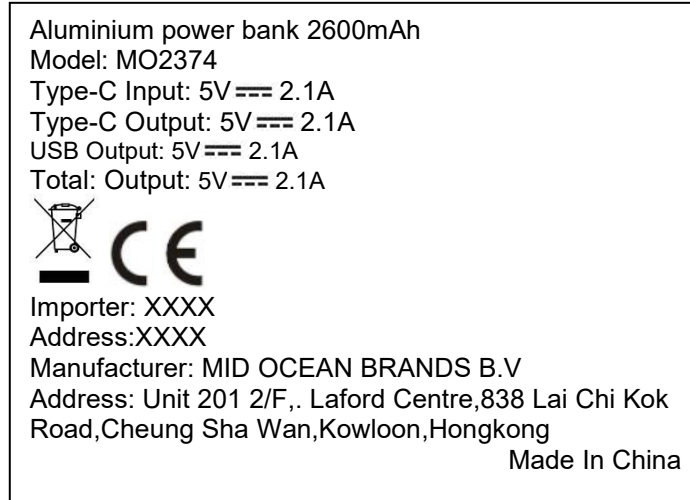 Aluminium power bank 2600mAh
Model: MO2374
Type-C Input: 5V⎓2.1A
Type-C Output: 5V⎓2.1A
USB Output: 5V⎓2.1A
Total: Output: 5V⎓2.1A
CE
Importer: XXXX
Address:XXXX
Manufacturer: MID OCEAN BRANDS B.V
Address: Unit 201 2/F,. Laford Centre,838 Lai Chi Kok
Road,Cheung Sha Wan,Kowloon,Hongkong
Made In China